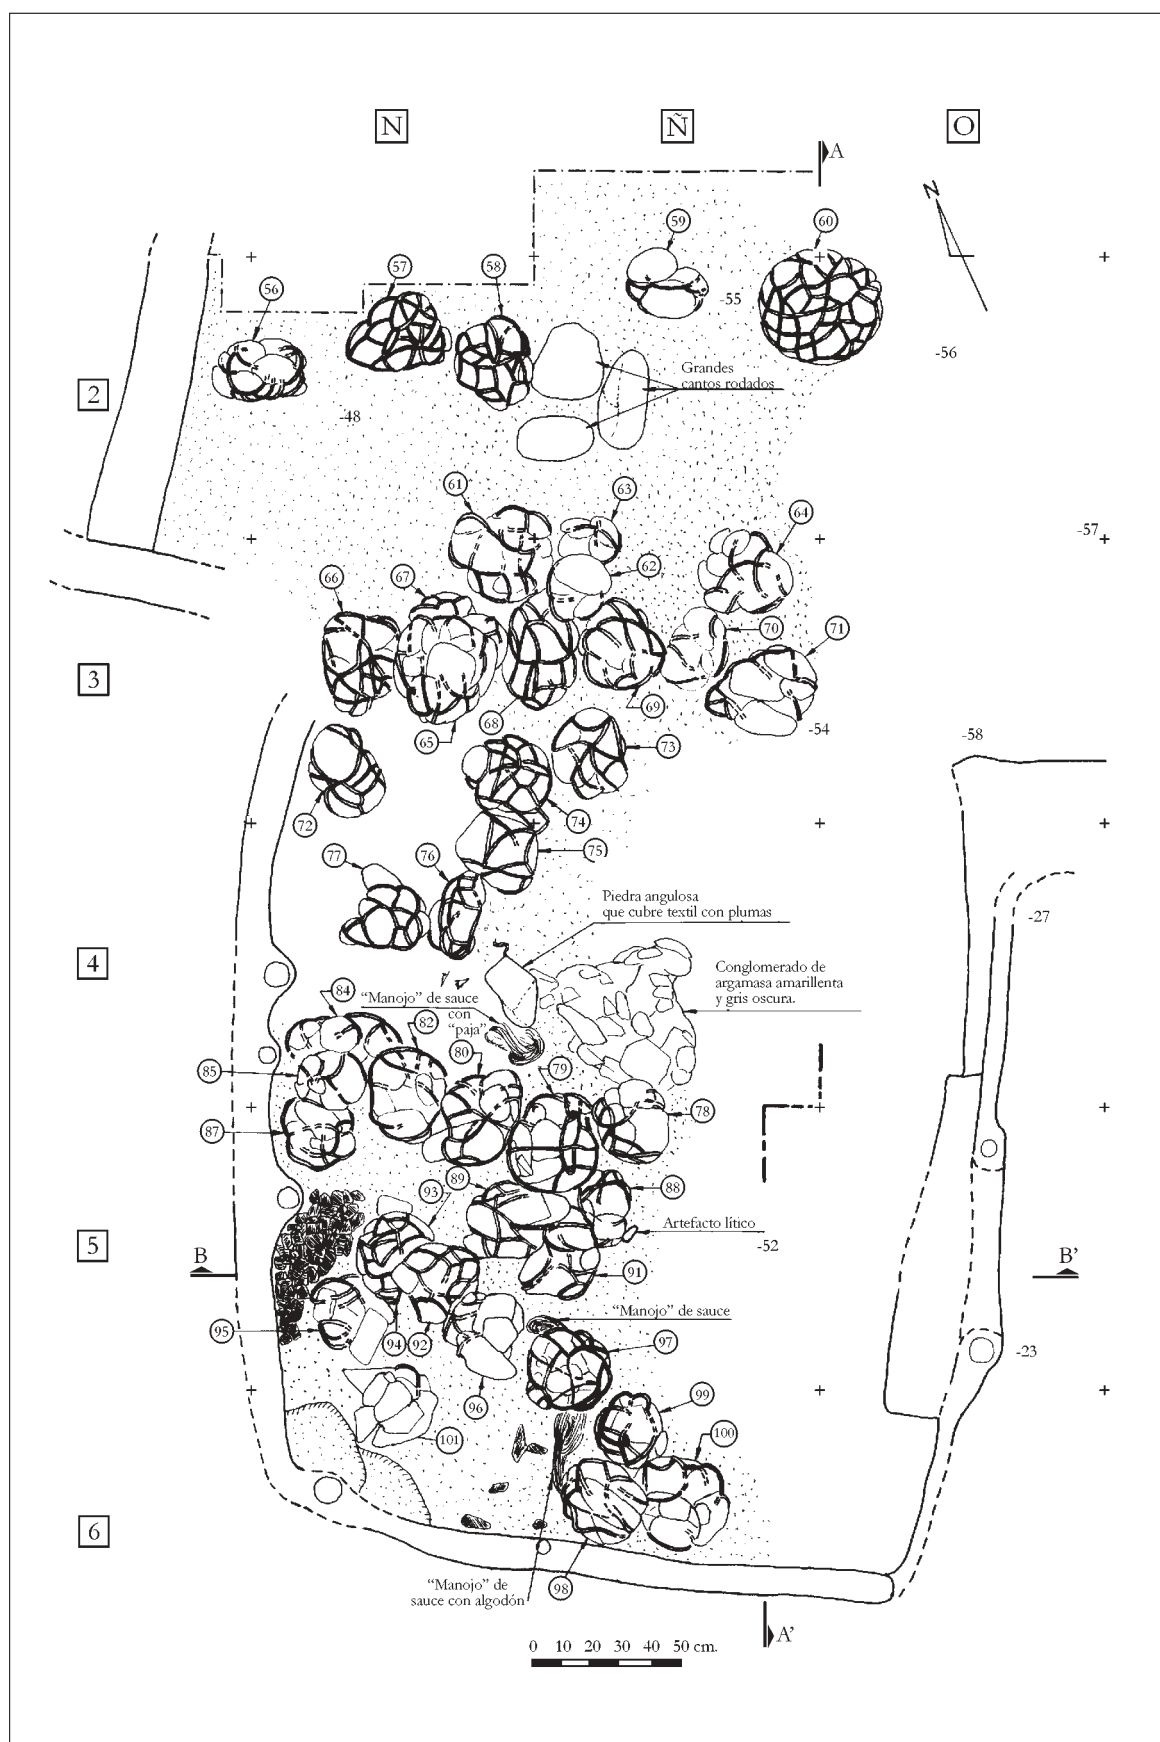 N
Ñ
O
A
N
59
60
57
58
56
-55
-56
Grandes
cantos rodados
2
-48
61
63
64
-57
62
66
67
70
71
3
68
69
65
-54
-58
73
72
74
75
77
76
Piedra angulosa
que cubre textil con plumas
-27
4
Conglomerado de
argamasa amarillenta
y gris oscura.
84
"Manojo" de sauce
con
"paja"
82
80
79
85
78
87
89
93
88
Artefacto lítico
5
-52
B
B'
91
"Manojo" de sauce
95
94
92
97
-23
96
99
101
100
6
98
"Manojo" de
sauce con algodón
A'
0 10 20 30 40 50 cm.